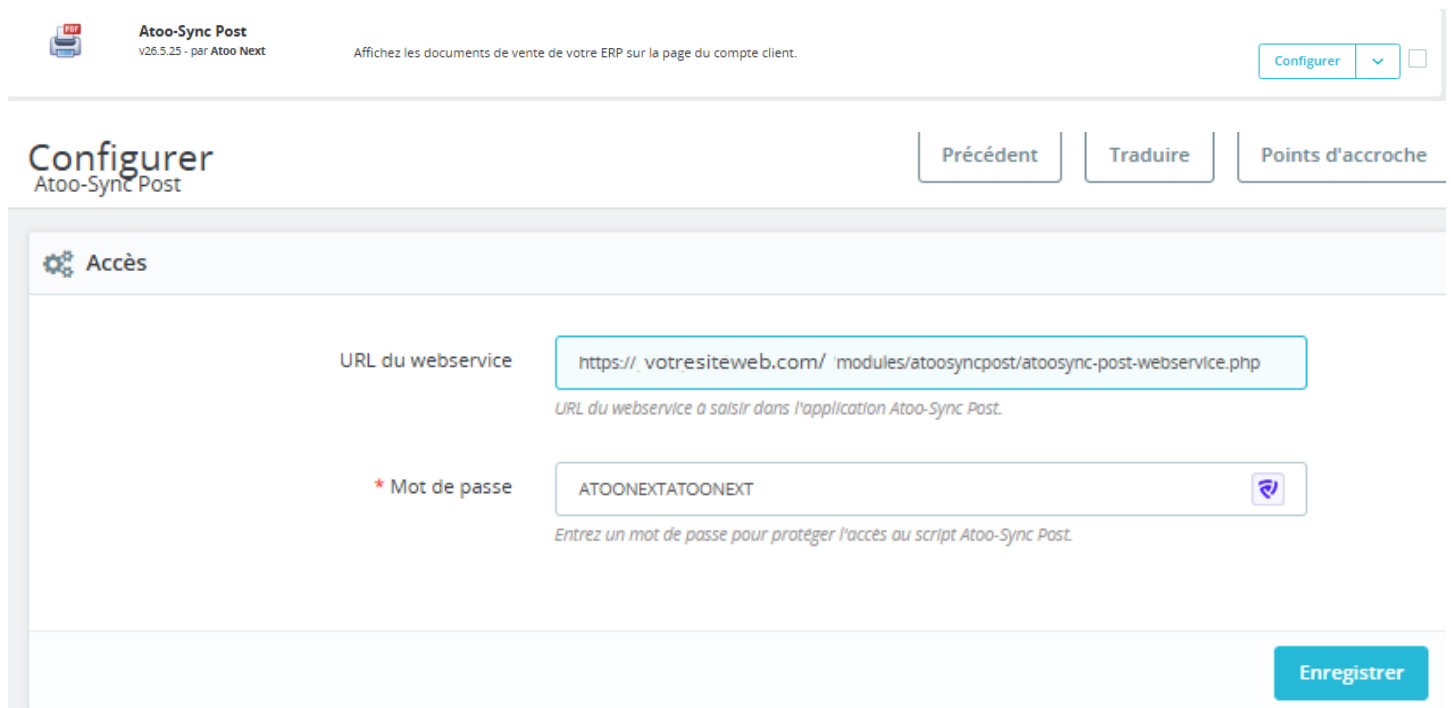 PDF
Atoo-Sync Post
v26.5.25 - par Atoo Next
Affichez les documents de vente de votre ERP sur la page du compte client.
Configurer
Configurer
Atoo-Sync Post
Précédent
Traduire
Points d'accroche
Accès
URL du webservice
https:// votresiteweb.com/ modules/atoosyncpost/atoosync-post-webservice.php
URL du webservice à saisir dans l'application Atoo-Sync Post.
* Mot de passe
ATOONEXTATOONEXT
Entrez un mot de passe pour protéger l'accès au script Atoo-Sync Post.
Enregistrer